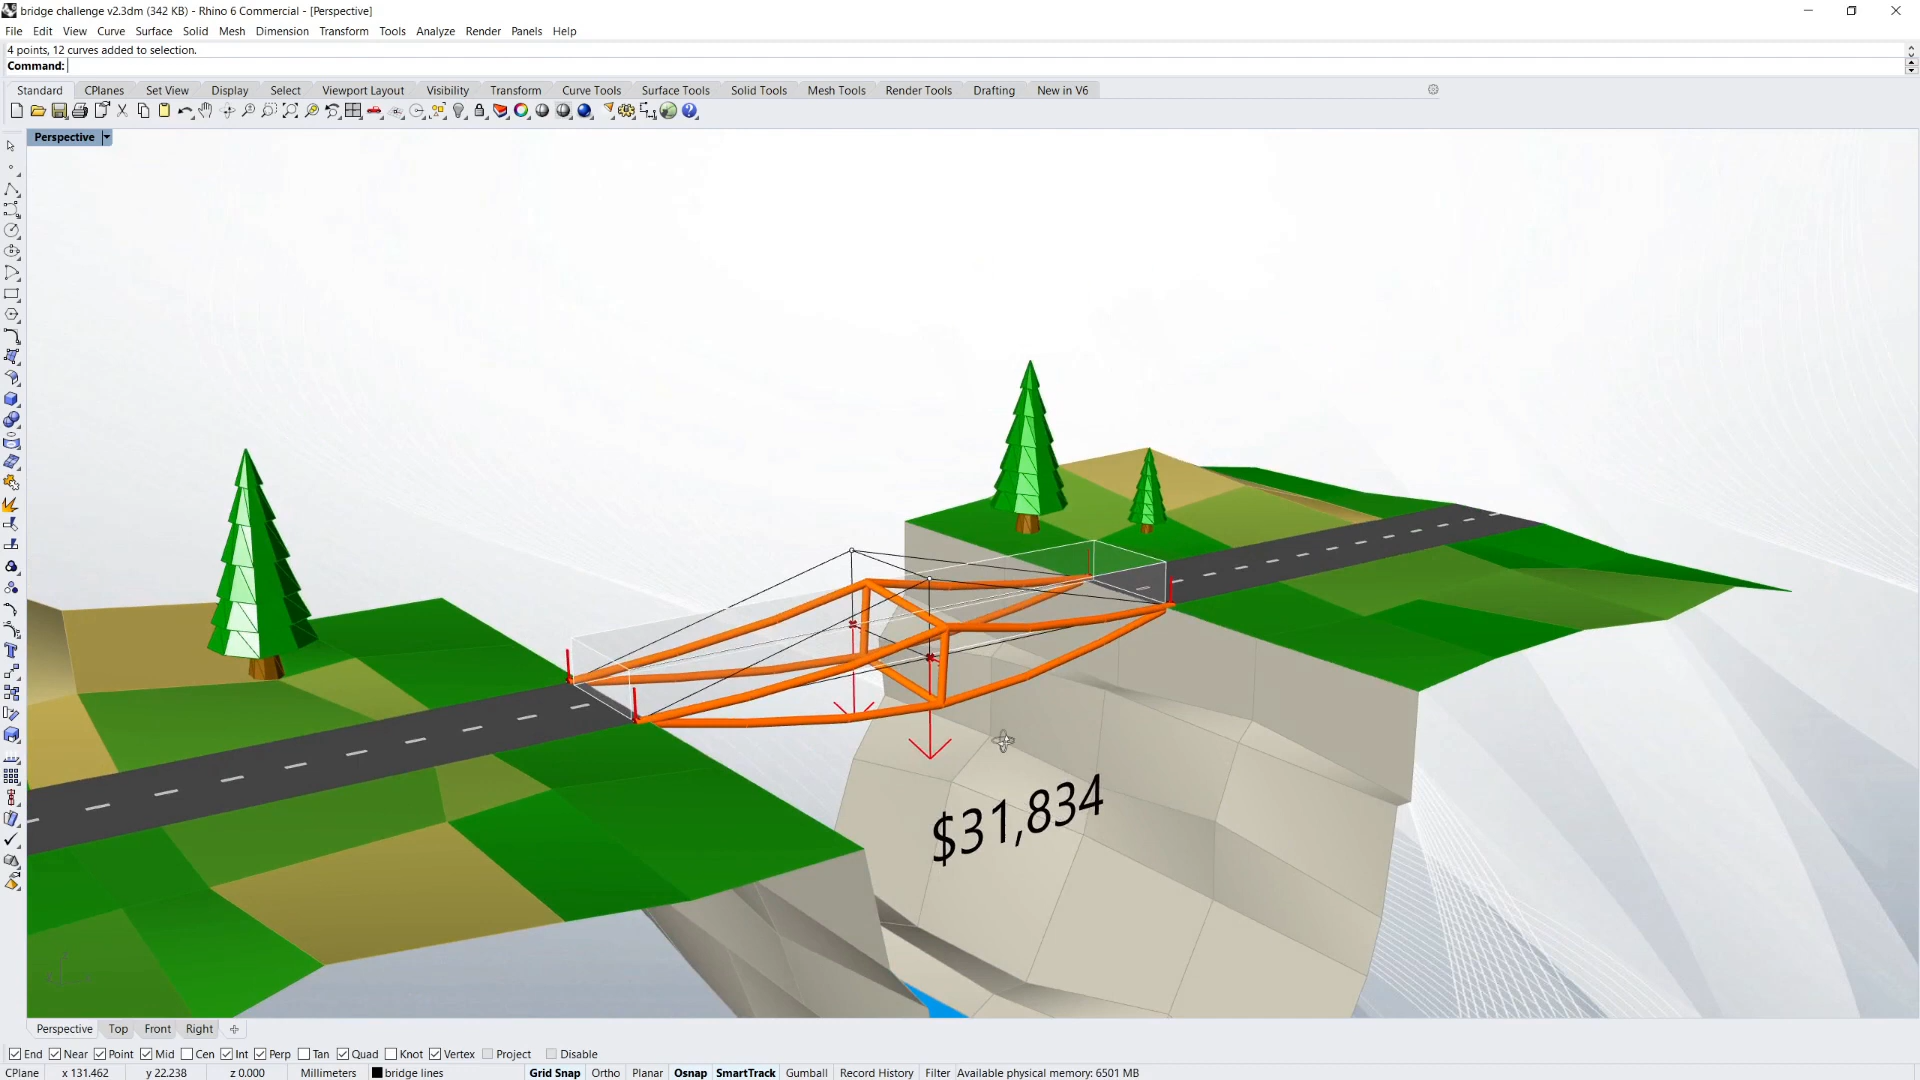 bridge challenge v2.3dm (342 KB) - Rhino 6 Commercial - [Perspective]
File Edit View Curve Surface Solid Mesh Dimension Transform Tools Analyze Render Panels Help
4 points, 12 curves added to selection.
Command:
Standard CPlanes Set View Display Select Viewport Layout Visibility Transform Curve Tools Surface Tools Solid Tools Mesh Tools Render Tools Drafting New in V6
Perspective
$31,834
Perspective Top Front Right
End Near Point Mid Cen Int Perp Tan Quad Knot Vertex Project Disable
CPlane x 131.462 y 22.238 z 0.000 Millimeters bridge lines Grid Snap Ortho Planar Osnap SmartTrack Gumball Record History Filter Available physical memory: 6501 MB